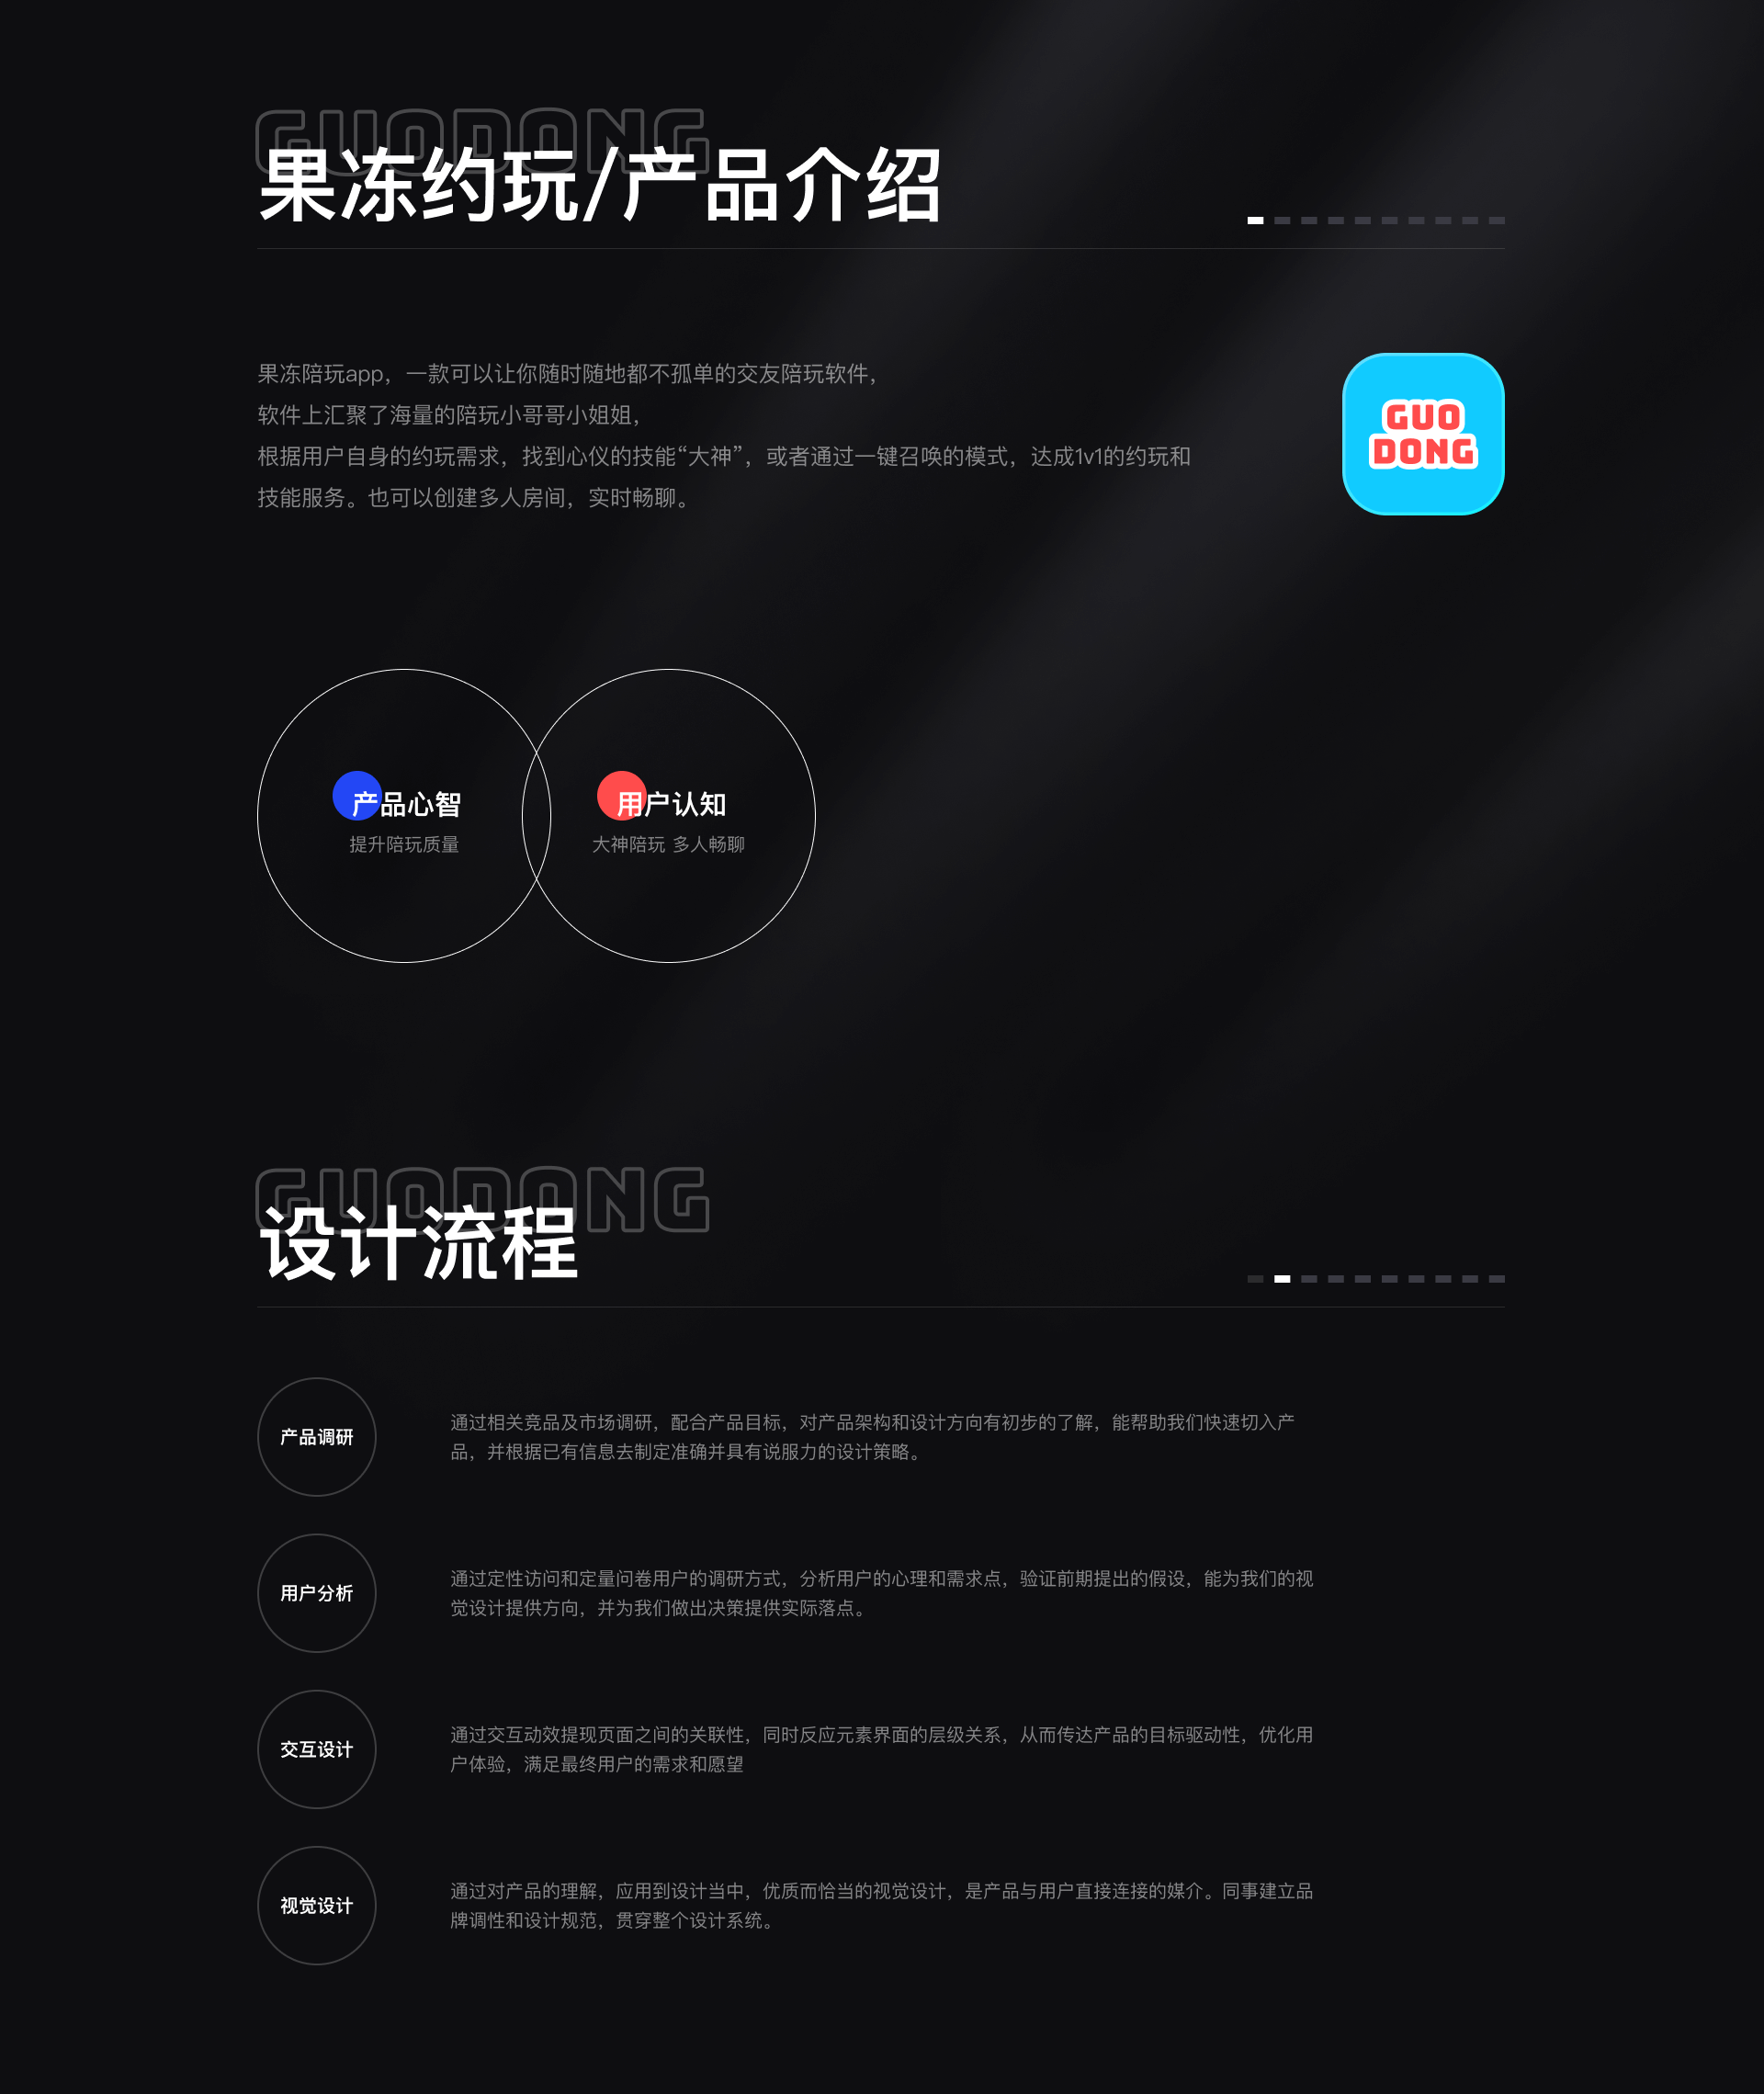 GUODONG
果冻约玩/产品介绍
果冻陪玩app，一款可以让你随时随地都不孤单的交友陪玩软件，
软件上汇聚了海量的陪玩小哥哥小姐姐，
根据用户自身的约玩需求，找到心仪的技能“大神”，或者通过一键召唤的模式，达成1v1的约玩和
技能服务。也可以创建多人房间，实时畅聊。
GUO
DONG
产品心智
提升陪玩质量
用户认知
大神陪玩 多人畅聊
GUODONG
设计流程
产品调研
通过相关竞品及市场调研，配合产品目标，对产品架构和设计方向有初步的了解，能帮助我们快速切入产
品，并根据已有信息去制定准确并具有说服力的设计策略。
用户分析
通过定性访问和定量问卷用户的调研方式，分析用户的心理和需求点，验证前期提出的假设，能为我们的视
觉设计提供方向，并为我们做出决策提供实际落点。
交互设计
通过交互动效提现页面之间的关联性，同时反应元素界面的层级关系，从而传达产品的目标驱动性，优化用
户体验，满足最终用户的需求和愿望
视觉设计
通过对产品的理解，应用到设计当中，优质而恰当的视觉设计，是产品与用户直接连接的媒介。同事建立品
牌调性和设计规范，贯穿整个设计系统。